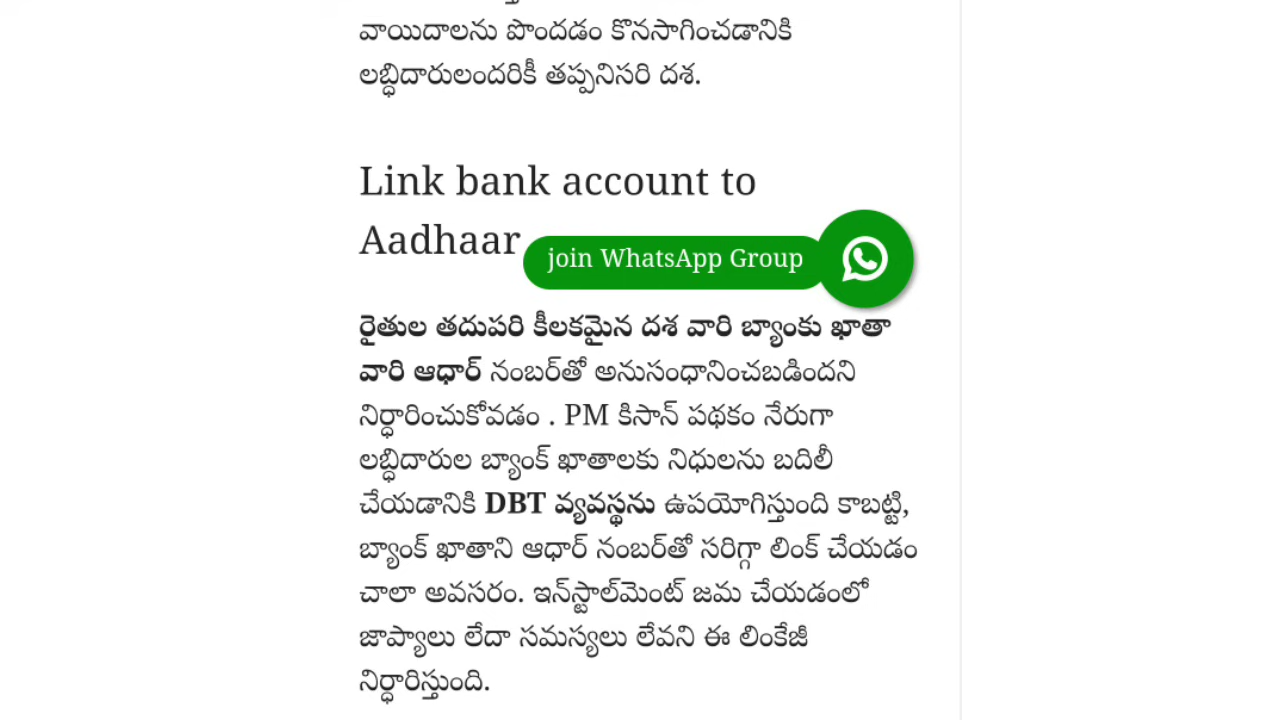 వాయిదాలను పొందడం కొనసాగించడానికి
లబ్ధిదారులందరికీ తప్పనిసరి దశ.
Link bank account to
Aadhaar
join WhatsApp Group
రైతుల తదుపరి కీలకమైన దశ వారి బ్యాంకు ఖాతా
వారి ఆధార్ నంబర్‌తో అనుసంధానించబడిందని
నిర్ధారించుకోవడం . PM కిసాన్ పథకం నేరుగా
లబ్ధిదారుల బ్యాంక్ ఖాతాలకు నిధులను బదిలీ
చేయడానికి DBT వ్యవస్థను ఉపయోగిస్తుంది కాబట్టి,
బ్యాంక్ ఖాతాని ఆధార్ నంబర్‌తో సరిగ్గా లింక్ చేయడం
చాలా అవసరం. ఇన్‌స్టాల్‌మెంట్ జమ చేయడంలో
జాప్యాలు లేదా సమస్యలు లేవని ఈ లింకేజీ
నిర్ధారిస్తుంది.